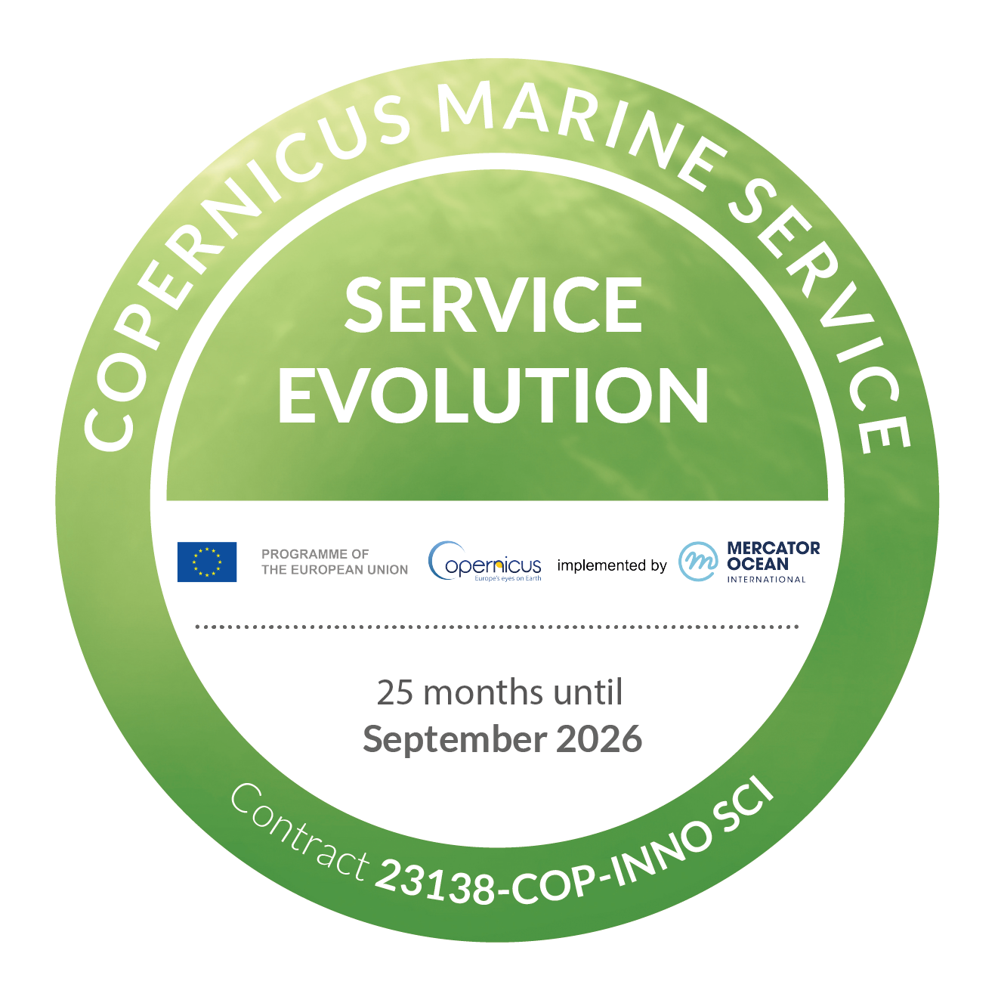 COPERNICUS MARINE SERVICE
SERVICE
EVOLUTION
PROGRAMME OF
THE EUROPEAN UNION
Copernicus
Europe's eyes on Earth
implemented by
m
MERCATOR
OCEAN
INTERNATIONAL
25 months until
September 2026
Contract 23138-COP-INNO SCI